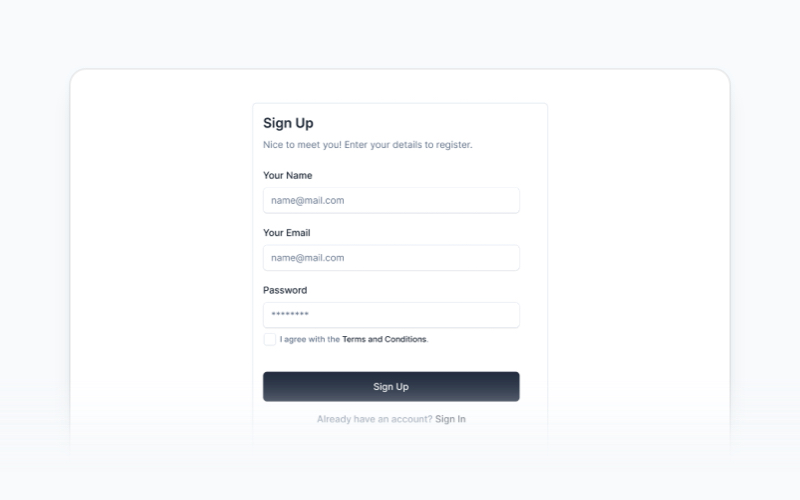 Sign Up
Nice to meet you! Enter your details to register.
Your Name
name@mail.com
Your Email
name@mail.com
Password
********
I agree with the Terms and Conditions.
Sign Up
Already have an account? Sign In